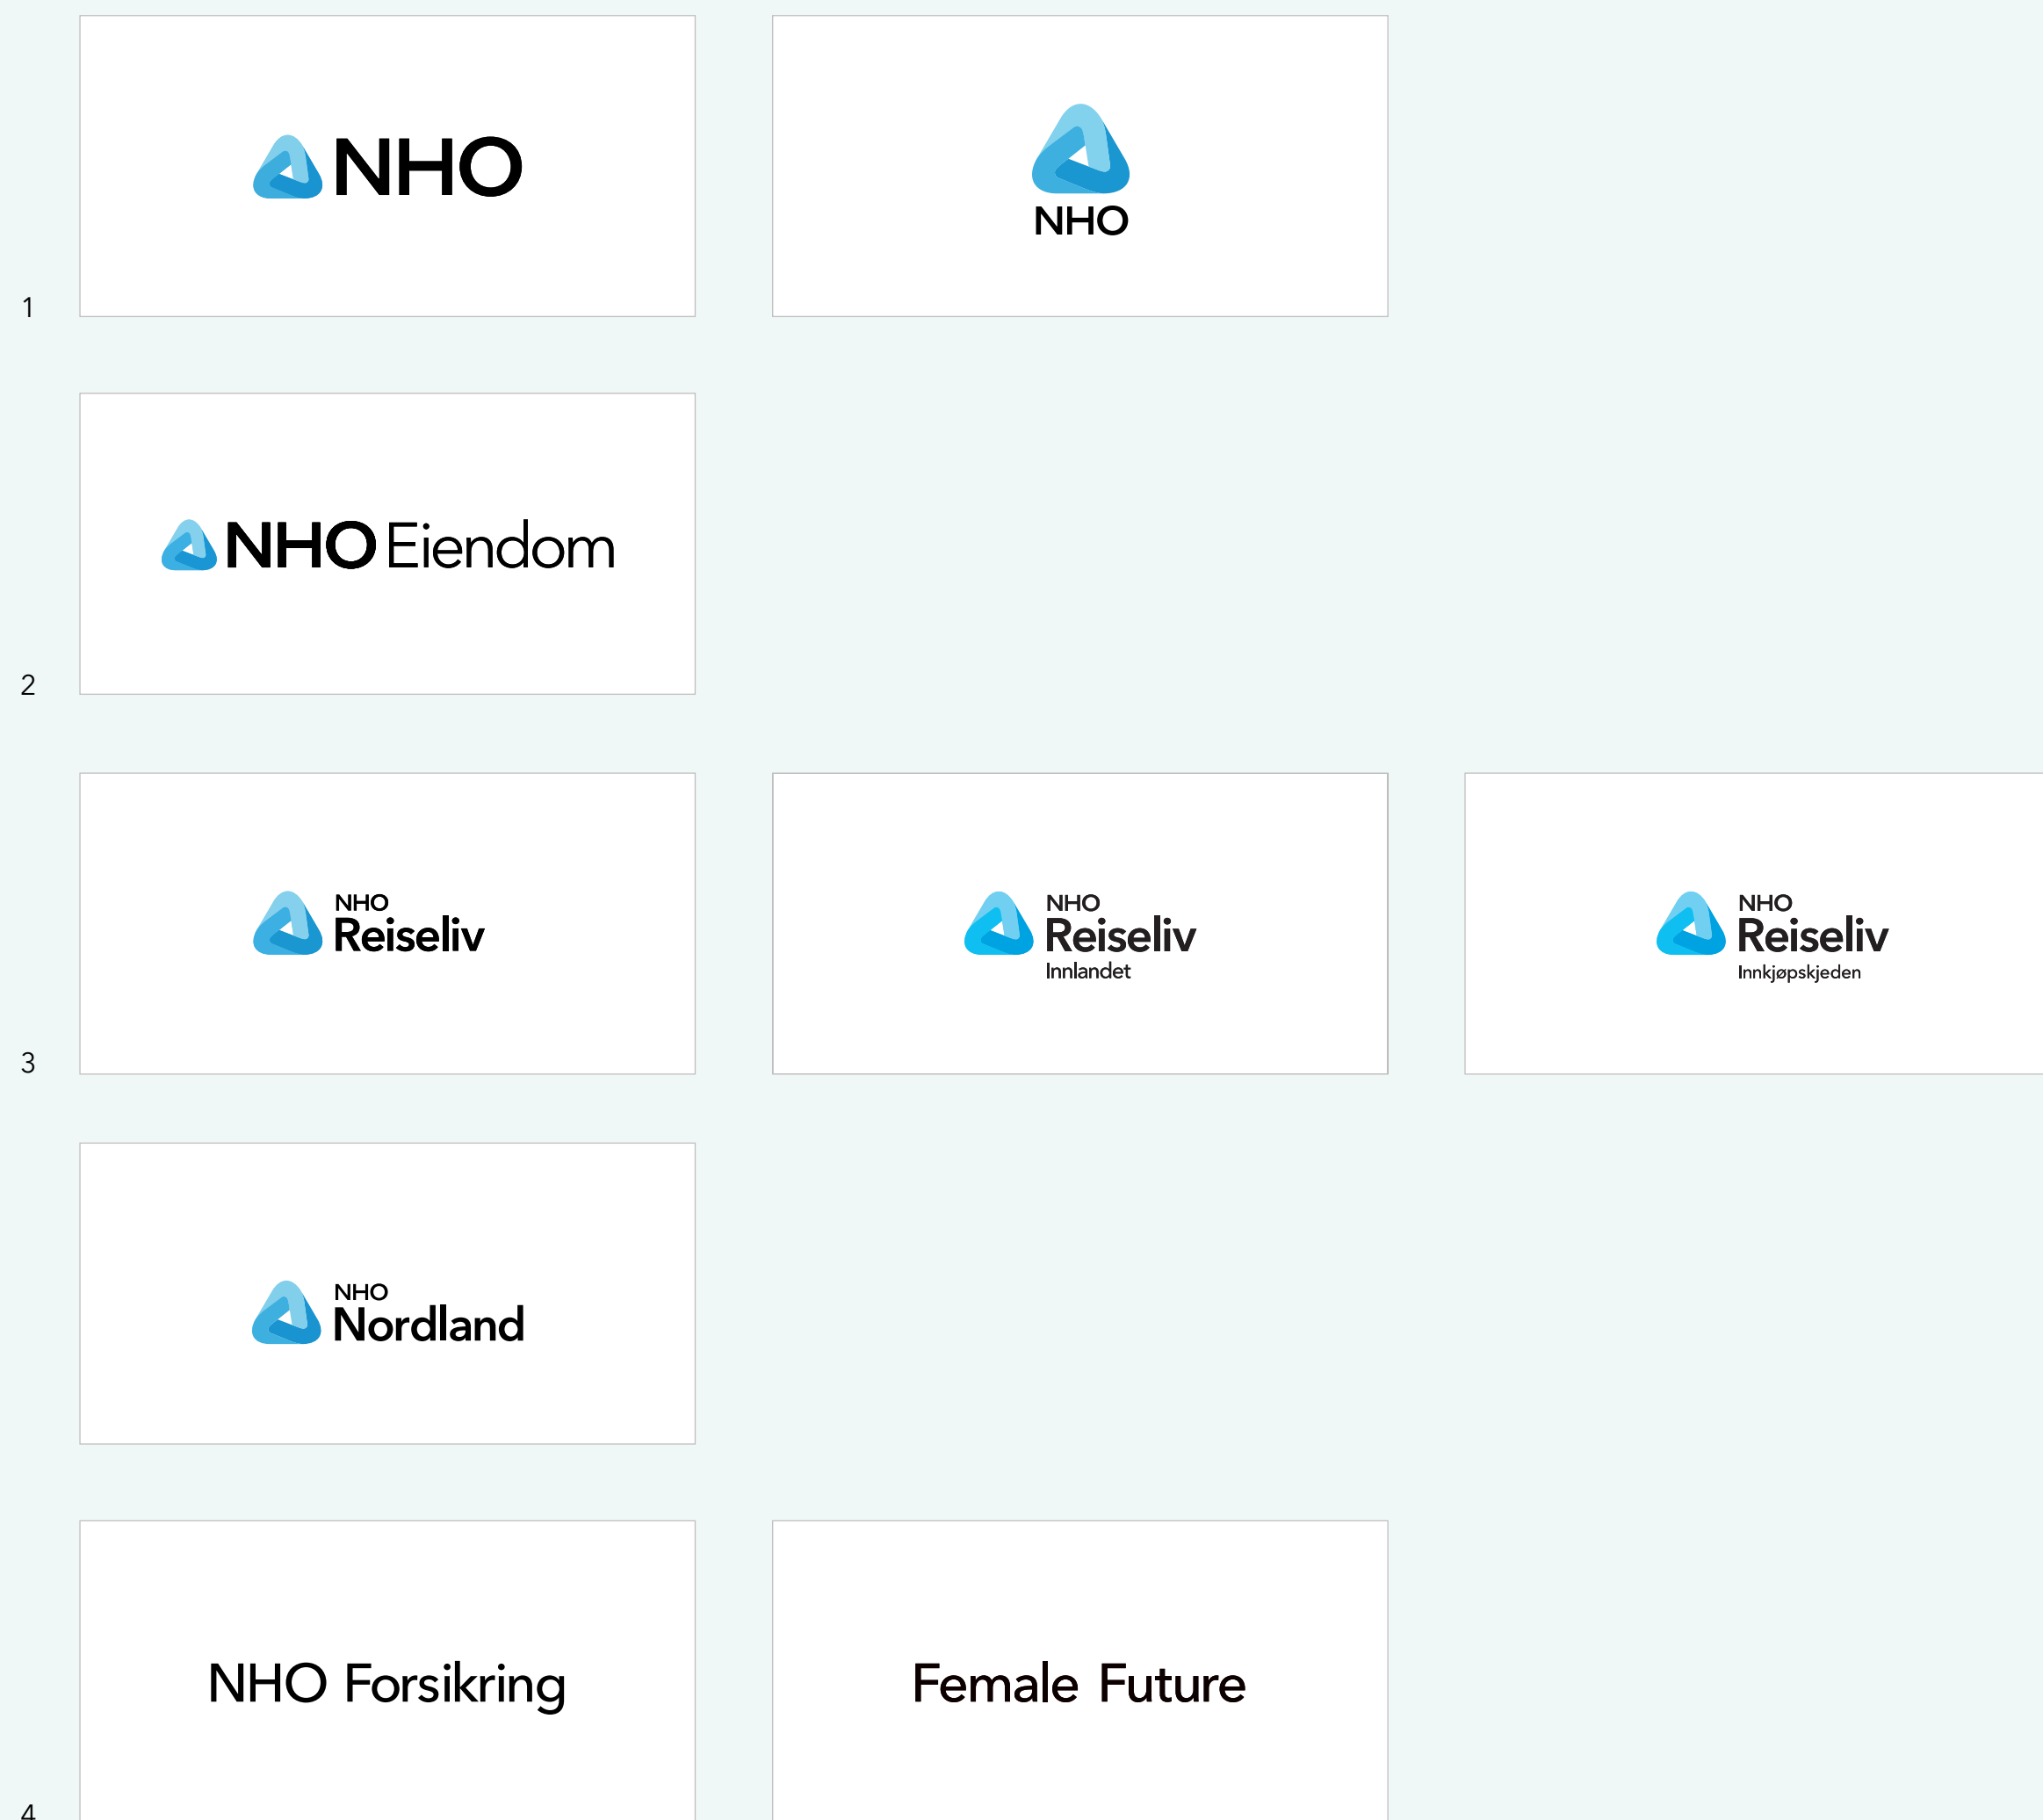 NHO
NHO
1
NHO Eiendom
2
NHO
Reiseliv
NHO
Reiseliv
Innlandet
NHO
Reiseliv
Innkjøpskjeden
3
NHO
Nordland
NHO Forsikring
Female Future
4